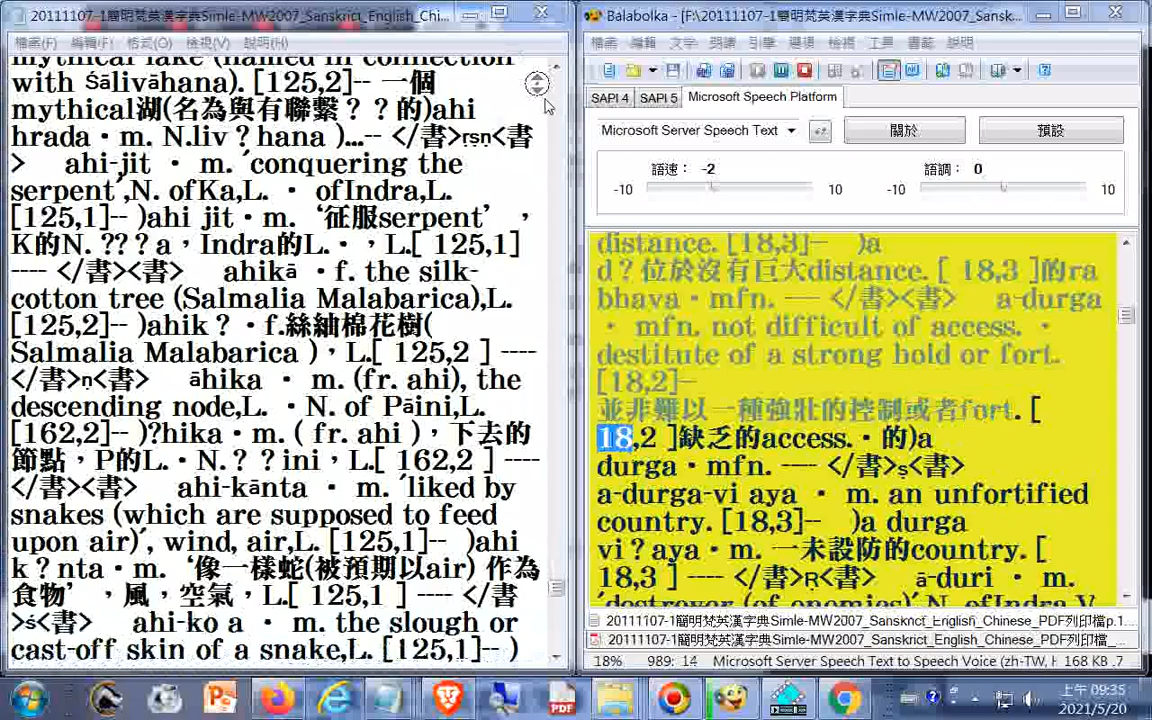 20111107-1簡明梵英漢字典Simle-MW2007_Sanskrict_English_Chi...
檔案(F) 編輯(E) 格式(O) 檢視(V) 說明(H)
mythical lake (named in connection
with Śālivāhana). [125,2]-- 一個
mythical湖(名為與有聯繫？？的)ahi
hrada・m. N.liv？hana )...-- </書>ṛṣṇ<書
> ahi-jit ・ m. ´conquering the
serpent´,N. ofKa,L. ・ ofIndra,L.
[125,1]-- )ahi jit・m.‘征服serpent’，
K的N. ??？a，Indra的L.・，L.[ 125,1]
---- </書><書> ahikā ・f. the silk-
cotton tree (Salmalia Malabarica),L.
[125,2]-- )ahik？・f.絲紬棉花樹(
Salmalia Malabarica )，L.[ 125,2 ] ----
</書>ṇ<書> āhika ・ m. (fr. ahi), the
descending node,L. ・N. of Pāini,L.
[162,2]-- )?hika・m.( fr. ahi )，下去的
節點，P的L.・N.？？ini，L.[ 162,2 ] ----
</書><書> ahi-kānta ・ m. ´liked by
snakes (which are supposed to feed
upon air)´, wind, air,L. [125,1]-- )ahi
k？nta・m.‘像一樣蛇(被預期以air) 作為
食物’，風，空氣，L.[ 125,1 ] ---- </書
>ś<書> ahi-ko a ・ m. the slough or
cast-off skin of a snake,L. [125,1]-- )
Balabolka - [F:\20111107-1簡明梵英漢字典Simle-MW2007_Sansk...
檔案 編輯 文字 朗讀 引擎 選項 檢視 工具 書籤 說明
SAPI 4 SAPI 5 Microsoft Speech Platform
Microsoft Server Speech Text 關於 預設
語速： -2 語調： 0
-10 10 -10 10
distance. [18,3]-- )a
d？位於沒有巨大distance. [ 18,3 ]的ra
bhava・mfn. ---- </書><書> a-durga
・ mfn. not difficult of access. ・
destitute of a strong hold or fort.
[18,2]--
並非難以一種強壯的控制或者fort. [
18,2 ]缺乏的access.・的)a
durga・mfn. ---- </書>ṣ<書>
a-durga-vi aya ・ m. an unfortified
country. [18,3]-- )a durga
vi？aya・m. 一未設防的country. [
18,3 ] ---- </書>Ṛ<書> ā-duri ・ m.
´destroyer (of enemies)´,N. ofIndra,V
20111107-1簡明梵英漢字典Simle-MW2007_Sanskrict_English_Chinese_PDF列印檔p.1...
20111107-1簡明梵英漢字典Simle-MW2007_Sanskrict_English_Chinese_PDF列印檔_...
18% 989: 14 Microsoft Server Speech Text to Speech Voice (zh-TW, H 168 KB .7
上午 09:35
2021/5/20